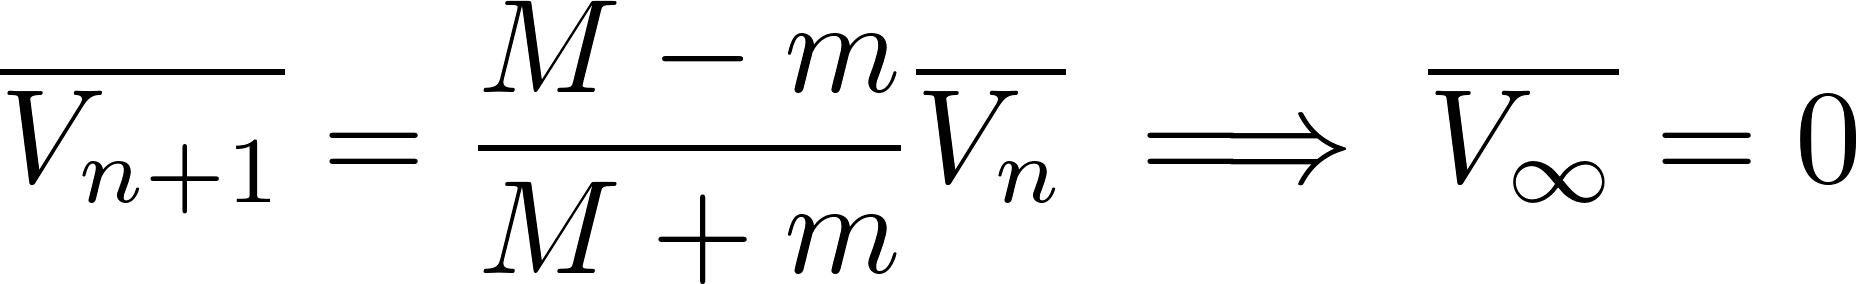 $\overline{V_{n+1}} = \frac{M-m}{M+m}\overline{V_n} \implies \overline{V_\infty} = 0$